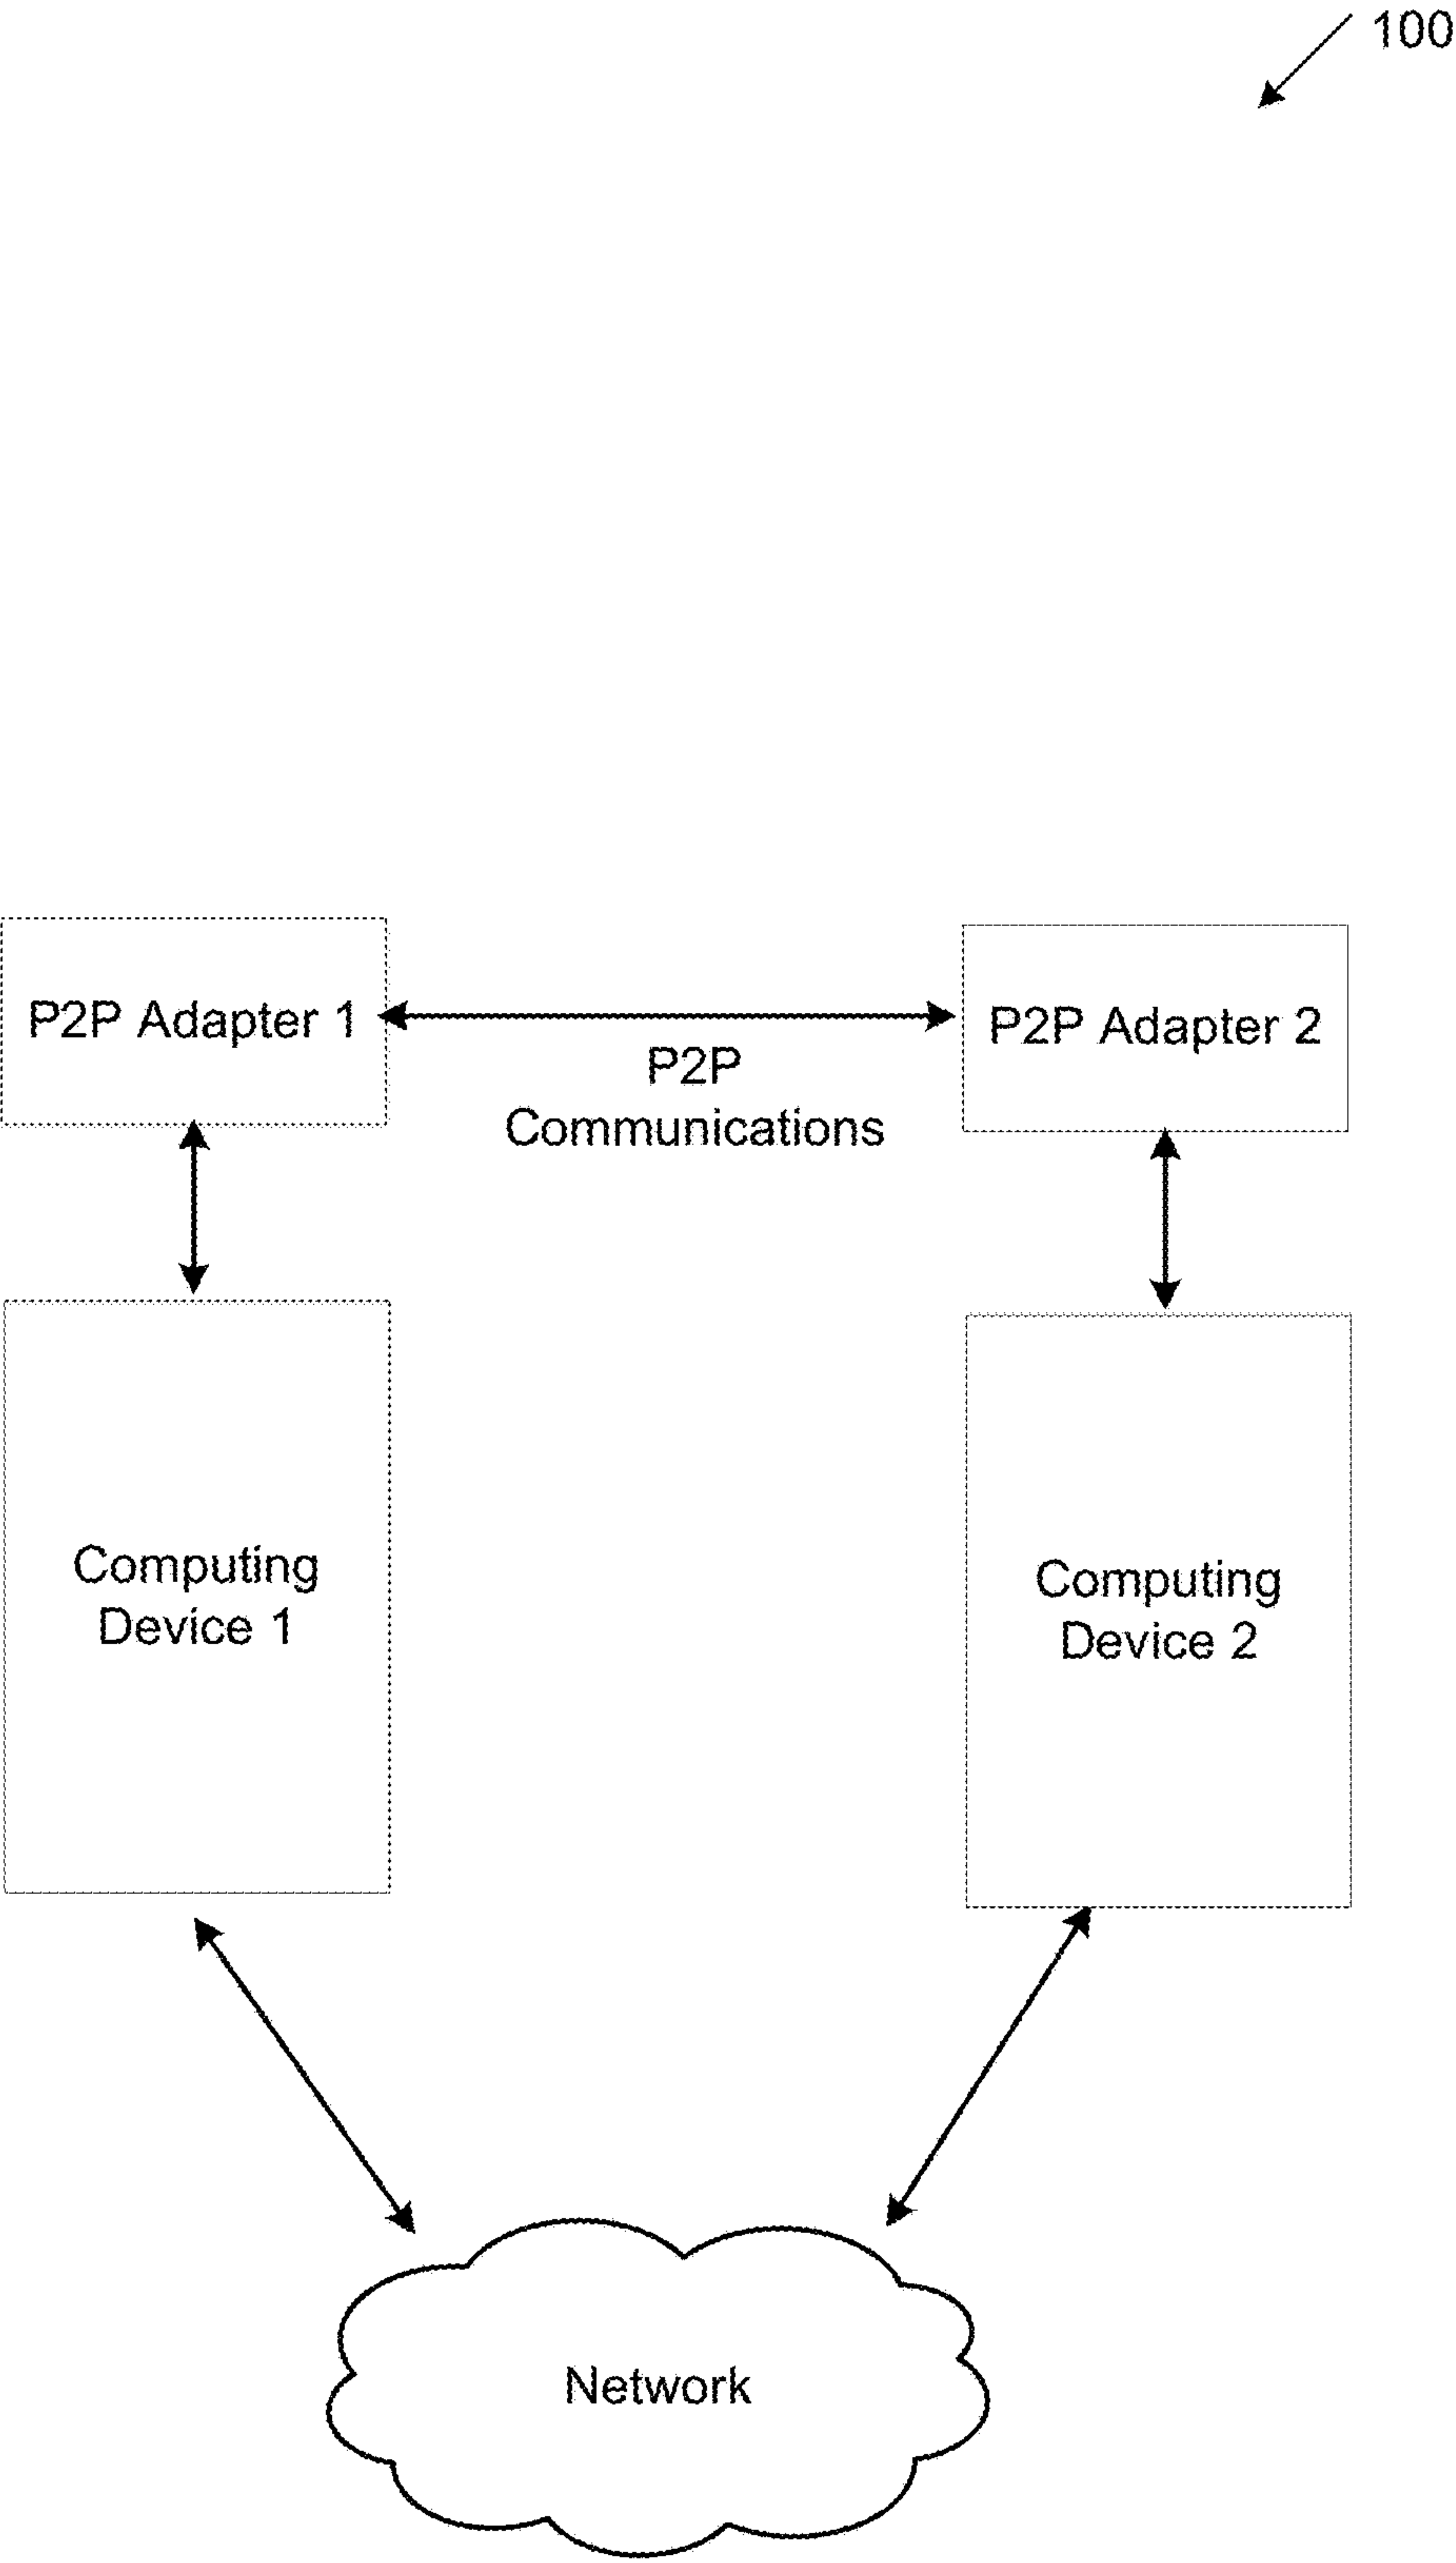 100
P2P Adapter 1
P2P Adapter 2
P2P
Communications
Computing
Device 1
Computing
Device 2
Network